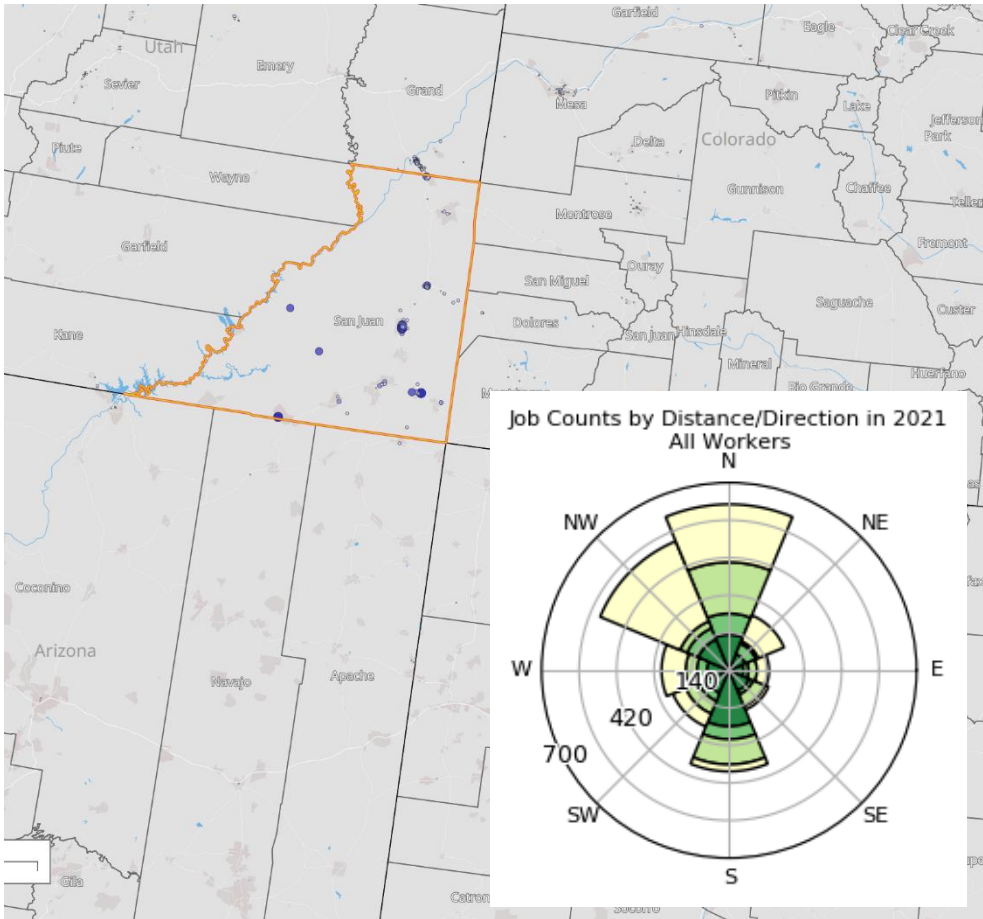 Garfield
Eagle
Clear Creek
Utah
Emery
Sevier
Grand
Mesa
Pitkin
Lake
Jefferson
Park
Piute
Delta
Colorado
Wayne
Gunnison
Chaffee
Teller
Montrose
Garfield
Fremont
Ouray
San Miguel
Saguache
Custer
Kane
San Juan
Dolores
San Juan
Hinsdale
Mineral
Huerfano
Rio Grande
Job Counts by Distance/Direction in 2021
All Workers
N
NW
NE
W
140
E
420
700
SW
SE
S
Coconino
Arizona
Navajo
Apache
Gila
Socorro